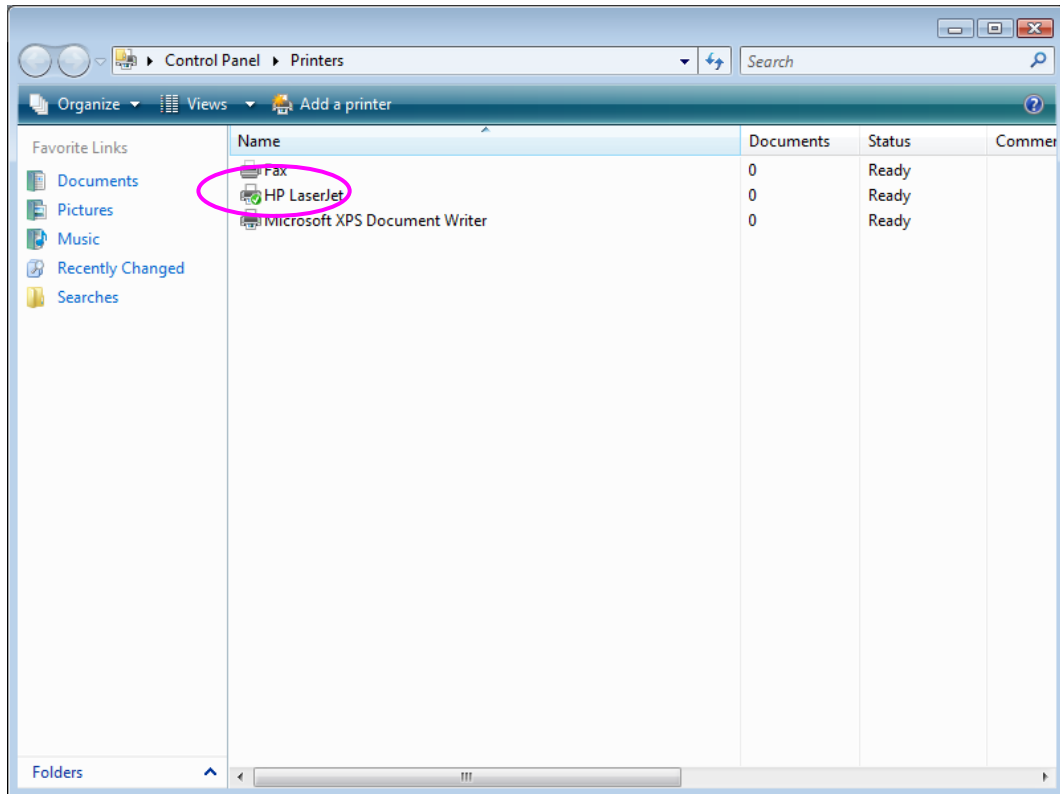 Control Panel Printers
Search
Organize Views Add a printer
Favorite Links
Documents
Pictures
Music
Recently Changed
Searches
Folders
Name Documents Status Commen
Fax 0 Ready
HP LaserJet 0 Ready
Microsoft XPS Document Writer 0 Ready